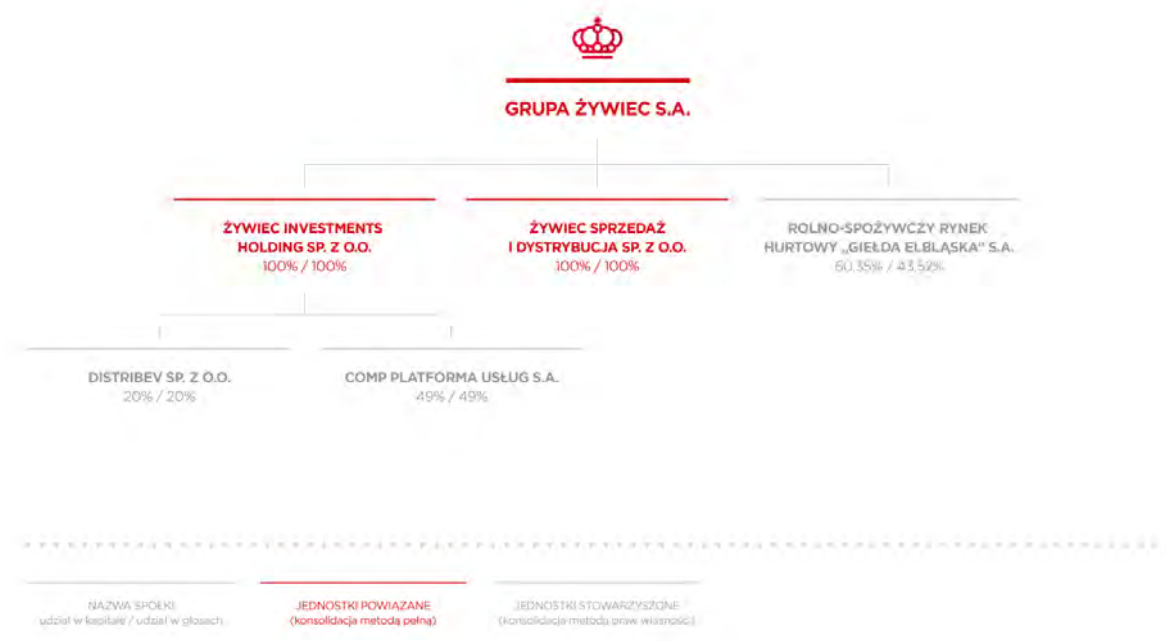 GRUPA ŻYWIEC S.A.
ŻYWIEC INVESTMENTS
HOLDING SP. Z O.O.
100% / 100%
ŻYWIEC SPRZEDAŻ
I DYSTRYBUCJA SP. Z O.O.
100% / 100%
ROLNO-SPOŻYWCZY RYNEK
HURTOWY „GIEŁDA ELBLĄSKA" S.A.
60,35% / 43,52%
DISTRIBEV SP. Z O.O.
20% / 20%
COMP PLATFORMA USŁUG S.A.
49% / 49%
NAZWA SPÓŁKI
udział w kapitale / udział w głosach
JEDNOSTKI POWIĄZANE
(konsolidacja metodą pełną)
JEDNOSTKI STOWARZYSZONE
(konsolidacja metodą praw własności)